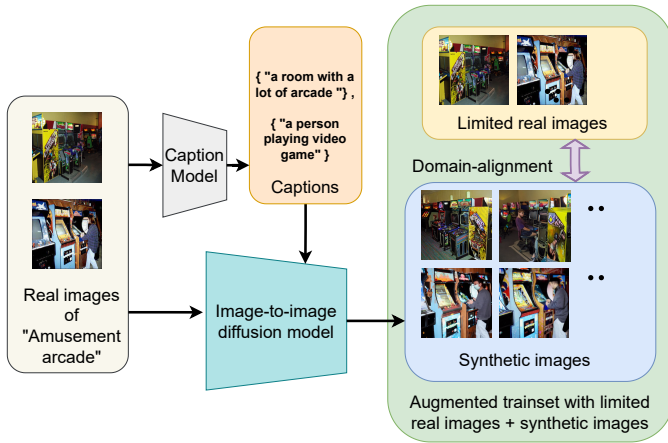 Real images
of
"Amusement
arcade"
Caption
Model
{ "a room with a
lot of arcade "} ,
{ "a person
playing video
game" }
Captions
Image-to-image
diffusion model
Limited real images
Domain-alignment
Synthetic images
Augmented trainset with limited
real images + synthetic images